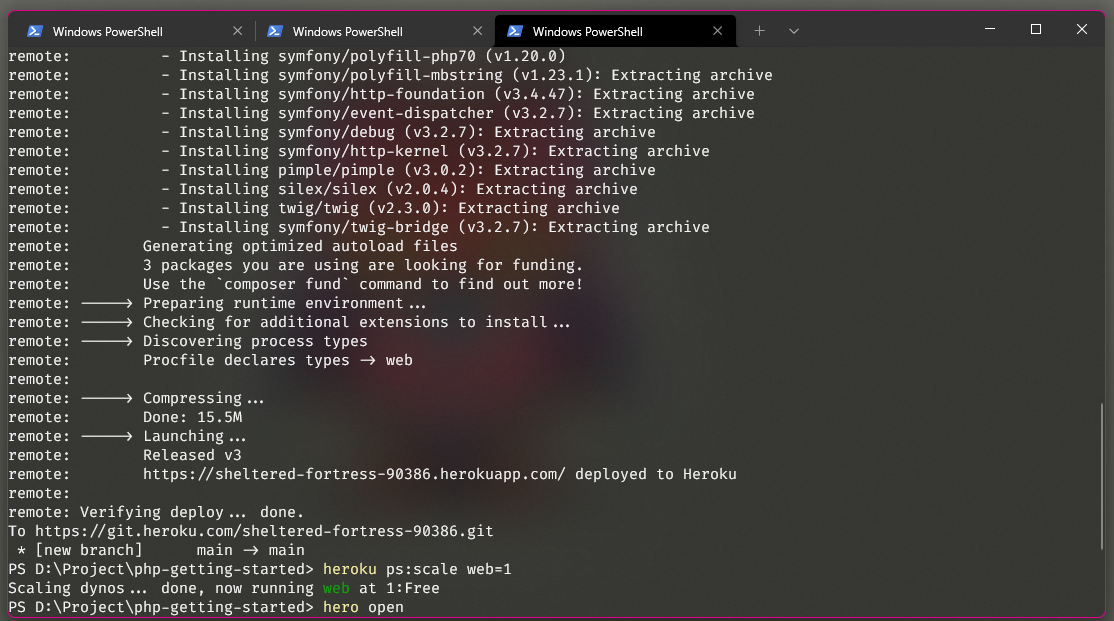 Windows PowerShell
Windows PowerShell
Windows PowerShell
remote:          - Installing symfony/polyfill-php70 (v1.20.0)
remote:          - Installing symfony/polyfill-mbstring (v1.23.1): Extracting archive
remote:          - Installing symfony/http-foundation (v3.4.47): Extracting archive
remote:          - Installing symfony/event-dispatcher (v3.2.7): Extracting archive
remote:          - Installing symfony/debug (v3.2.7): Extracting archive
remote:          - Installing symfony/http-kernel (v3.2.7): Extracting archive
remote:          - Installing pimple/pimple (v3.0.2): Extracting archive
remote:          - Installing silex/silex (v2.0.4): Extracting archive
remote:          - Installing twig/twig (v2.3.0): Extracting archive
remote:          - Installing symfony/twig-bridge (v3.2.7): Extracting archive
remote:        Generating optimized autoload files
remote:        3 packages you are using are looking for funding.
remote:        Use the `composer fund` command to find out more!
remote: -----> Preparing runtime environment...
remote: -----> Checking for additional extensions to install...
remote: -----> Discovering process types
remote:        Procfile declares types -> web
remote:
remote: -----> Compressing...
remote:        Done: 15.5M
remote: -----> Launching...
remote:        Released v3
remote:        https://sheltered-fortress-90386.herokuapp.com/ deployed to Heroku
remote:
remote: Verifying deploy... done.
To https://git.heroku.com/sheltered-fortress-90386.git
 * [new branch]      main -> main
PS D:\Project\php-getting-started> heroku ps:scale web=1
Scaling dynos... done, now running web at 1:Free
PS D:\Project\php-getting-started> hero open